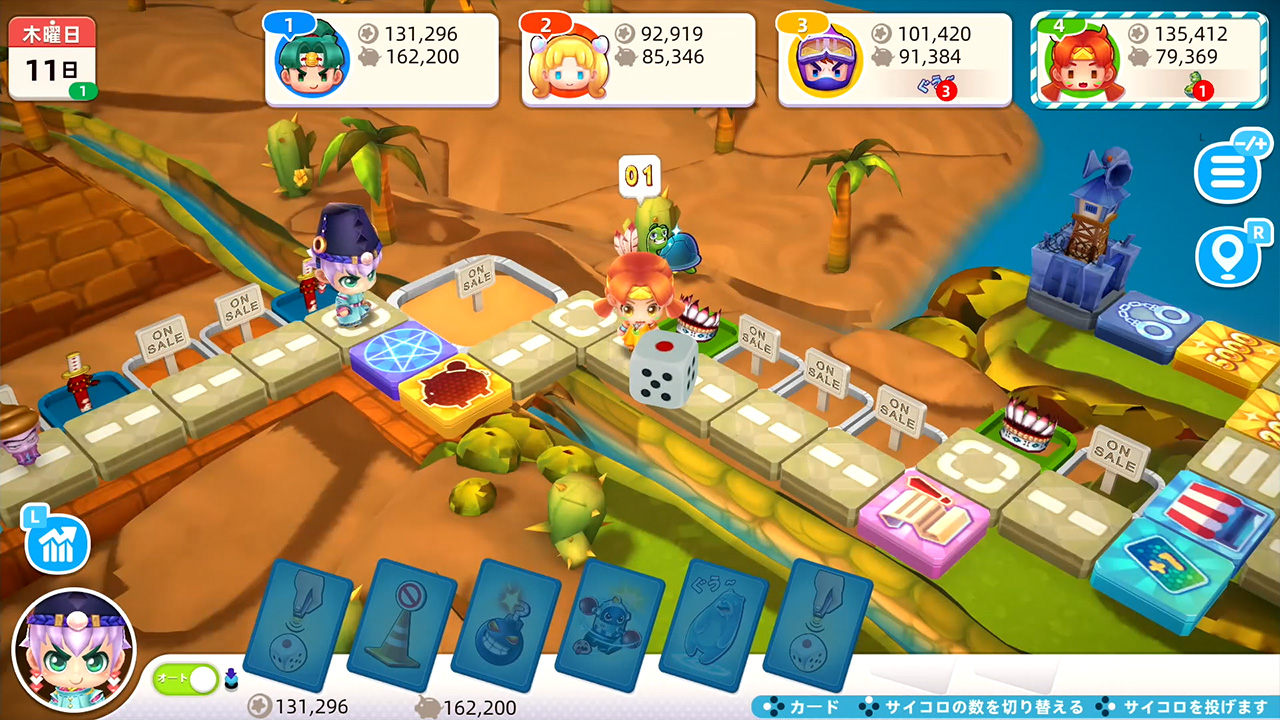 木曜日
11日
1
1
131,296
162,200
2
92,919
85,346
3
101,420
91,384
ぐぅ~
3
4
135,412
79,369
1
-/+
R
01
ON SALE
ON SALE
ON SALE
ON SALE
ON SALE
ON SALE
ON SALE
5000
+1
L
ぐぅ~
オート
131,296
162,200
カード
サイコロの数を切り替える
サイコロを投げます